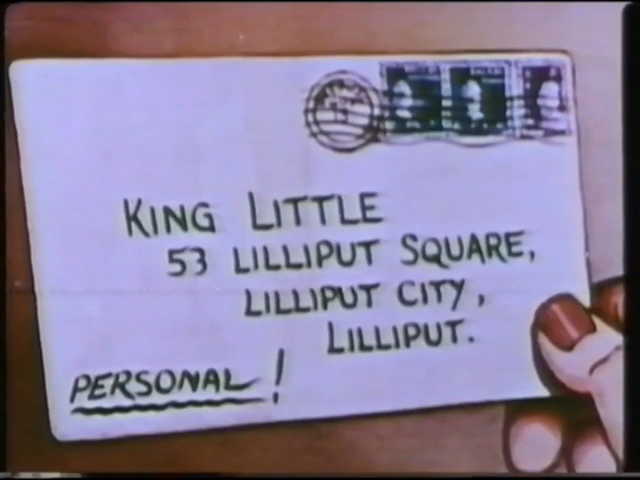 KING LITTLE
53 LILLIPUT SQUARE,
LILLIPUT CITY,
LILLIPUT.
PERSONAL!